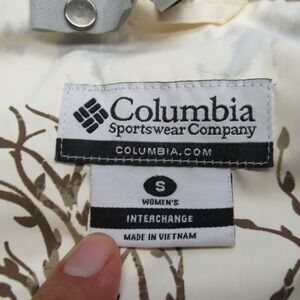 Columbia
Sportswear Company
COLUMBIA.COM
S
WOMEN'S
INTERCHANGE
MADE IN VIETNAM